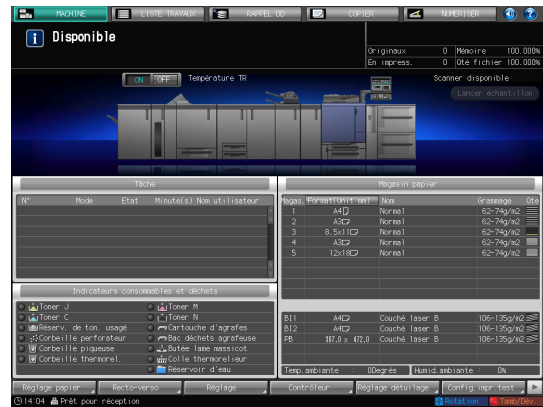 MACHINE LISTE TRAVAUX RAPPEL DD COPIER NUMERISER
Disponible
Originaux 0 Mémoire 100.000%
En impress. 0 Qté fichier 100.000%
ON OFF Température TR Scanner disponible
Lancer échantillon
Tâche Magasin papier
N° Mode Etat Minute(s) Nom utilisateur
Magas. Format(Unit mm) Nom Grammage Qte
1 A4 Normal 62-74g/m2
2 A3 Normal 62-74g/m2
3 8.5x11 Normal 62-74g/m2
4 A3 Normal 62-74g/m2
5 12x18 Normal 62-74g/m2
Indicateurs consommables et déchets
Toner J Toner M
Toner C Toner N
Réserv. de ton. usagé Cartouche d'agrafes
Corbeille perforateur Bac déchets agrafeuse
Corbeille piqueuse Butée lame massicot
Corbeille thermorel. Colle thermorelieur
Réservoir d'eau
BI1 A4 Couché laser B 106-135g/m2
BI2 A4 Couché laser B 106-135g/m2
PB 307,0 x 472,0 Couché laser B 106-135g/m2
Temp.ambiante : 0Degrés Humid.ambiante : 0%
Réglage papier Recto-verso Réglage Contrôleur Réglage détuilage Config.impr.test
14:04 Prêt pour réception Rotation Tamb/Dév.